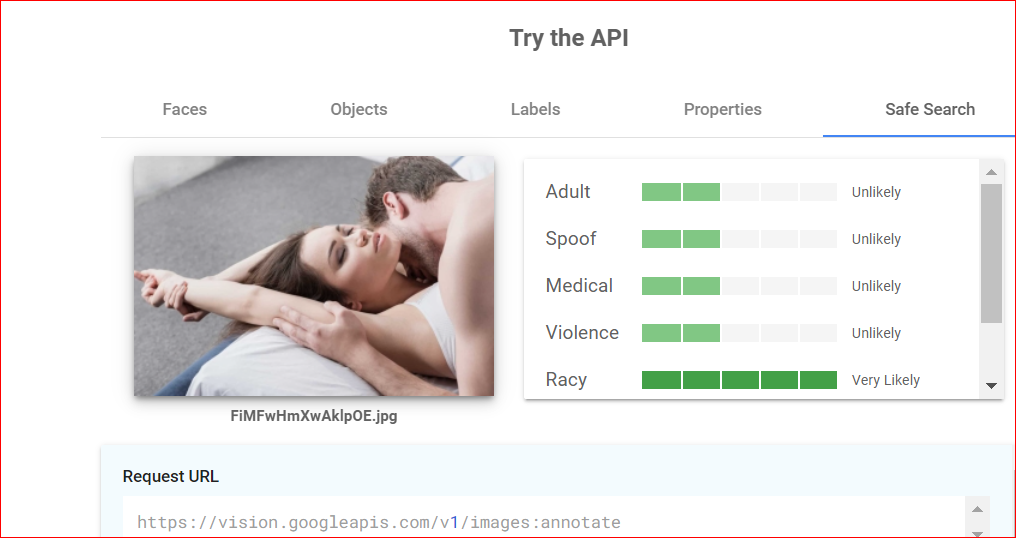 Try the API
Faces Objects Labels Properties Safe Search
Adult Unlikely
Spoof Unlikely
Medical Unlikely
Violence Unlikely
Racy Very Likely
FiMFwHmXwAklpOE.jpg
Request URL
https://vision.googleapis.com/v1/images:annotate